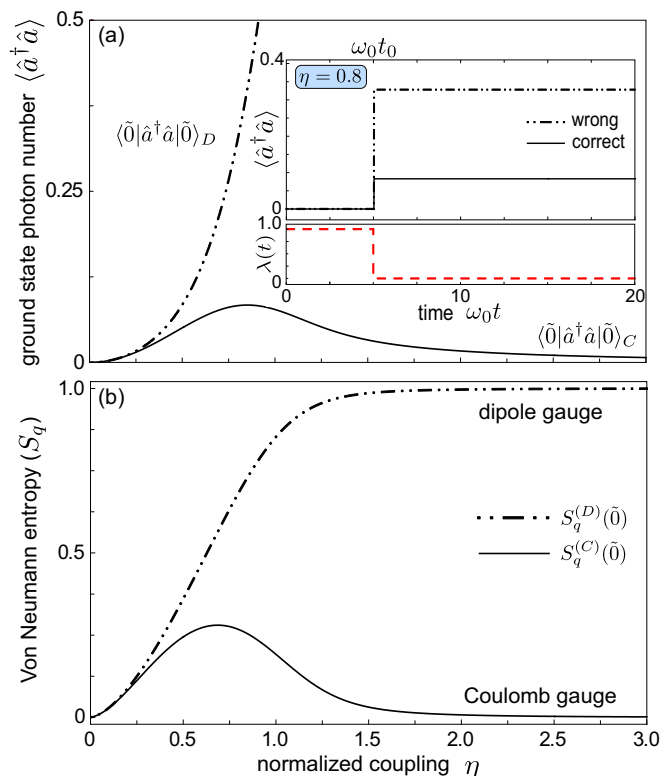 (a)
ground state photon number ⟨â†â⟩
0.5
0.25
0
⟨0̃|â†â|0̃⟩_D
ω₀t₀
0.4
η = 0.8
⟨â†â⟩
wrong
correct
0
1.0
λ(t)
0
0
5
10
15
20
time ω₀t
⟨0̃|â†â|0̃⟩_C
(b)
Von Neumann entropy (S_q)
1.0
0.5
0
dipole gauge
S_q^(D)(0̃)
S_q^(C)(0̃)
Coulomb gauge
0
0.5
1.0
1.5
2.0
2.5
3.0
normalized coupling η